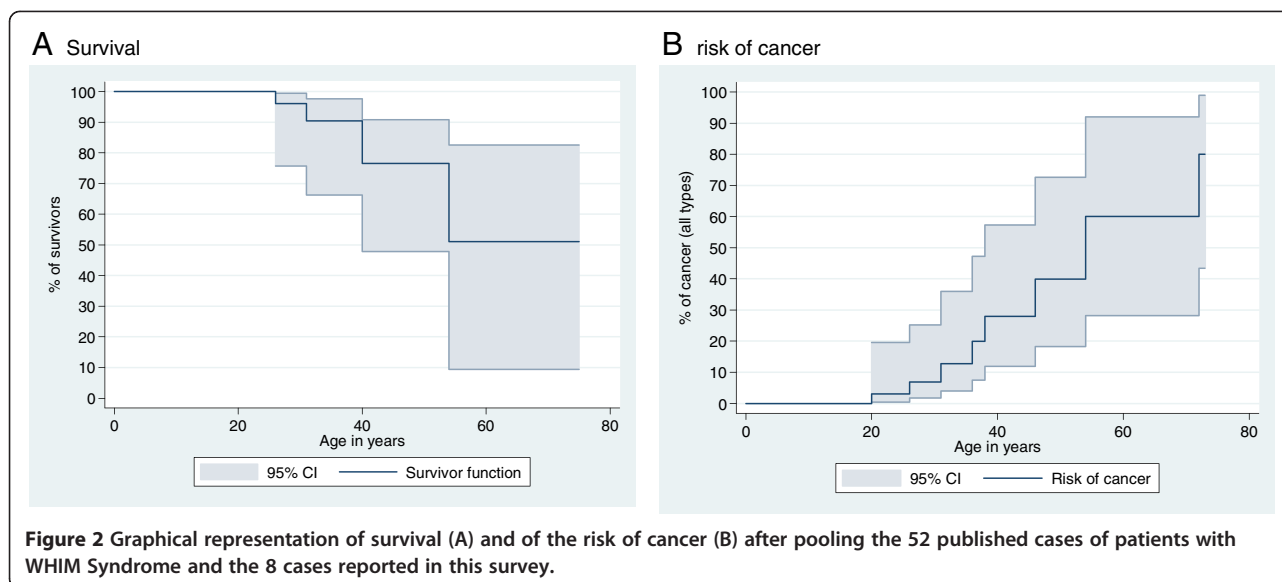 A Survival
% of survivors
100
90
80
70
60
50
40
30
20
10
0
0 20 40 60 80
Age in years
95% CI Survivor function
B risk of cancer
% of cancer (all types)
100
90
80
70
60
50
40
30
20
10
0
0 20 40 60 80
Age in years
95% CI Risk of cancer
Figure 2 Graphical representation of survival (A) and of the risk of cancer (B) after pooling the 52 published cases of patients with
WHIM Syndrome and the 8 cases reported in this survey.